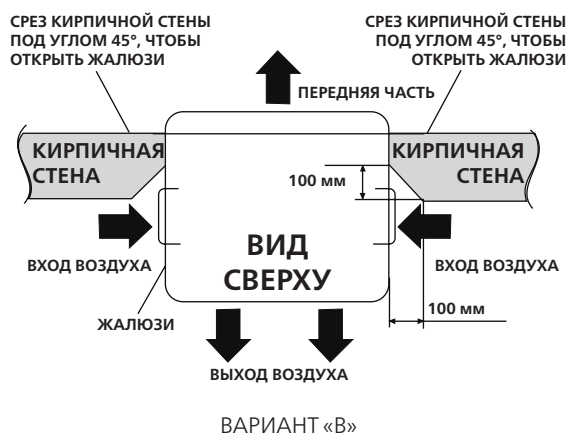 СРЕЗ КИРПИЧНОЙ СТЕНЫ
ПОД УГЛОМ 45°, ЧТОБЫ
ОТКРЫТЬ ЖАЛЮЗИ
СРЕЗ КИРПИЧНОЙ СТЕНЫ
ПОД УГЛОМ 45°, ЧТОБЫ
ОТКРЫТЬ ЖАЛЮЗИ
ПЕРЕДНЯЯ ЧАСТЬ
КИРПИЧНАЯ
СТЕНА
КИРПИЧНАЯ
СТЕНА
100 мм
ВИД
СВЕРХУ
ВХОД ВОЗДУХА
ВХОД ВОЗДУХА
100 мм
ЖАЛЮЗИ
ВЫХОД ВОЗДУХА
ВАРИАНТ «В»